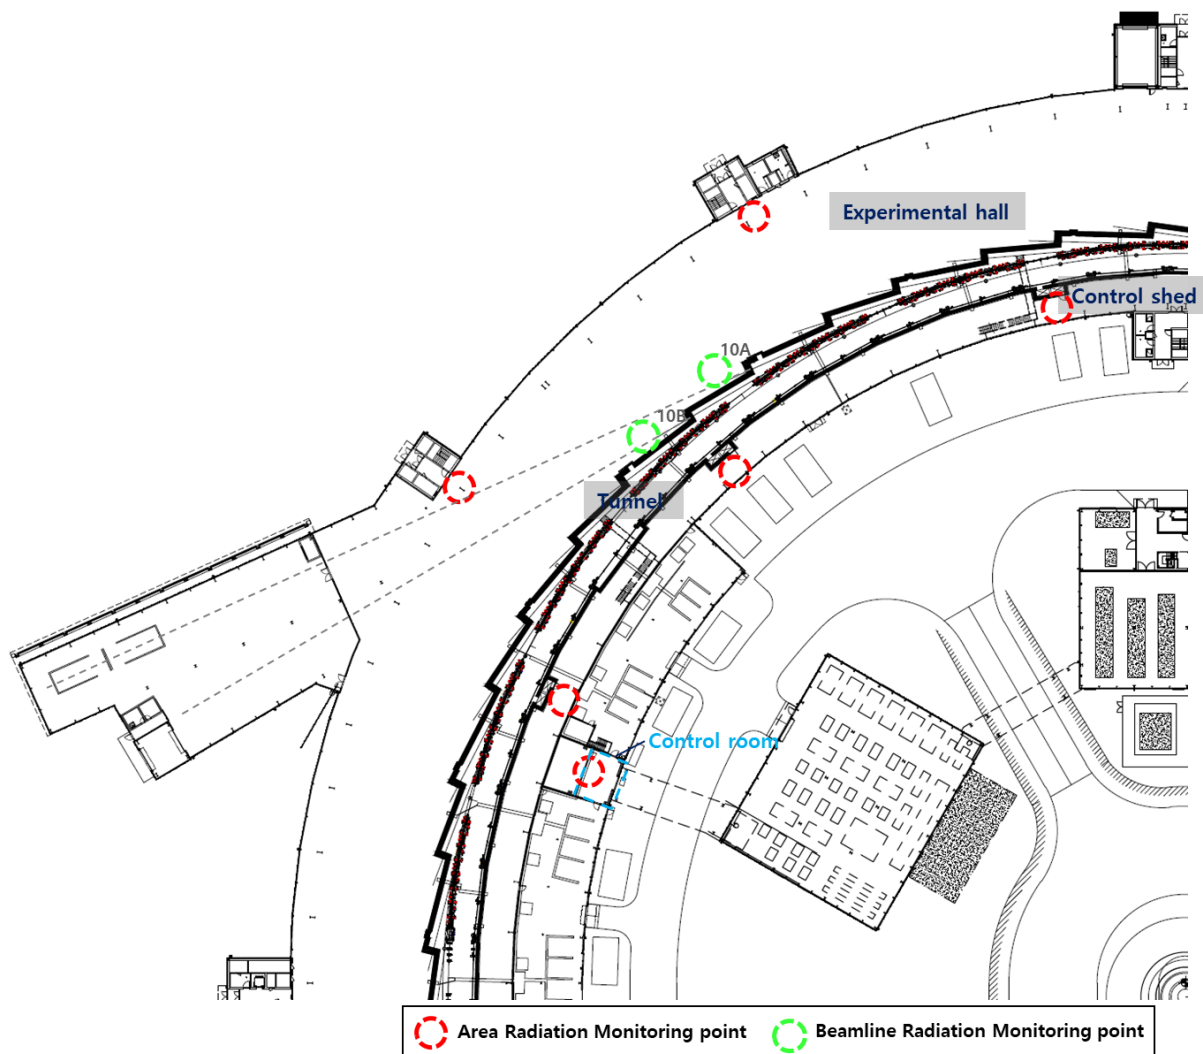 Experimental hall
Control shed
10A
10B
Tunnel
Control room
Area Radiation Monitoring point
Beamline Radiation Monitoring point